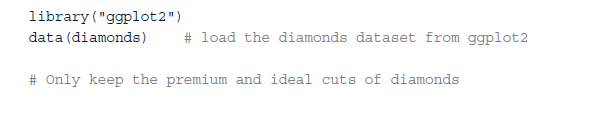 library("ggplot2")
data(diamonds)    # load the diamonds dataset from ggplot2
# Only keep the premium and ideal cuts of diamonds